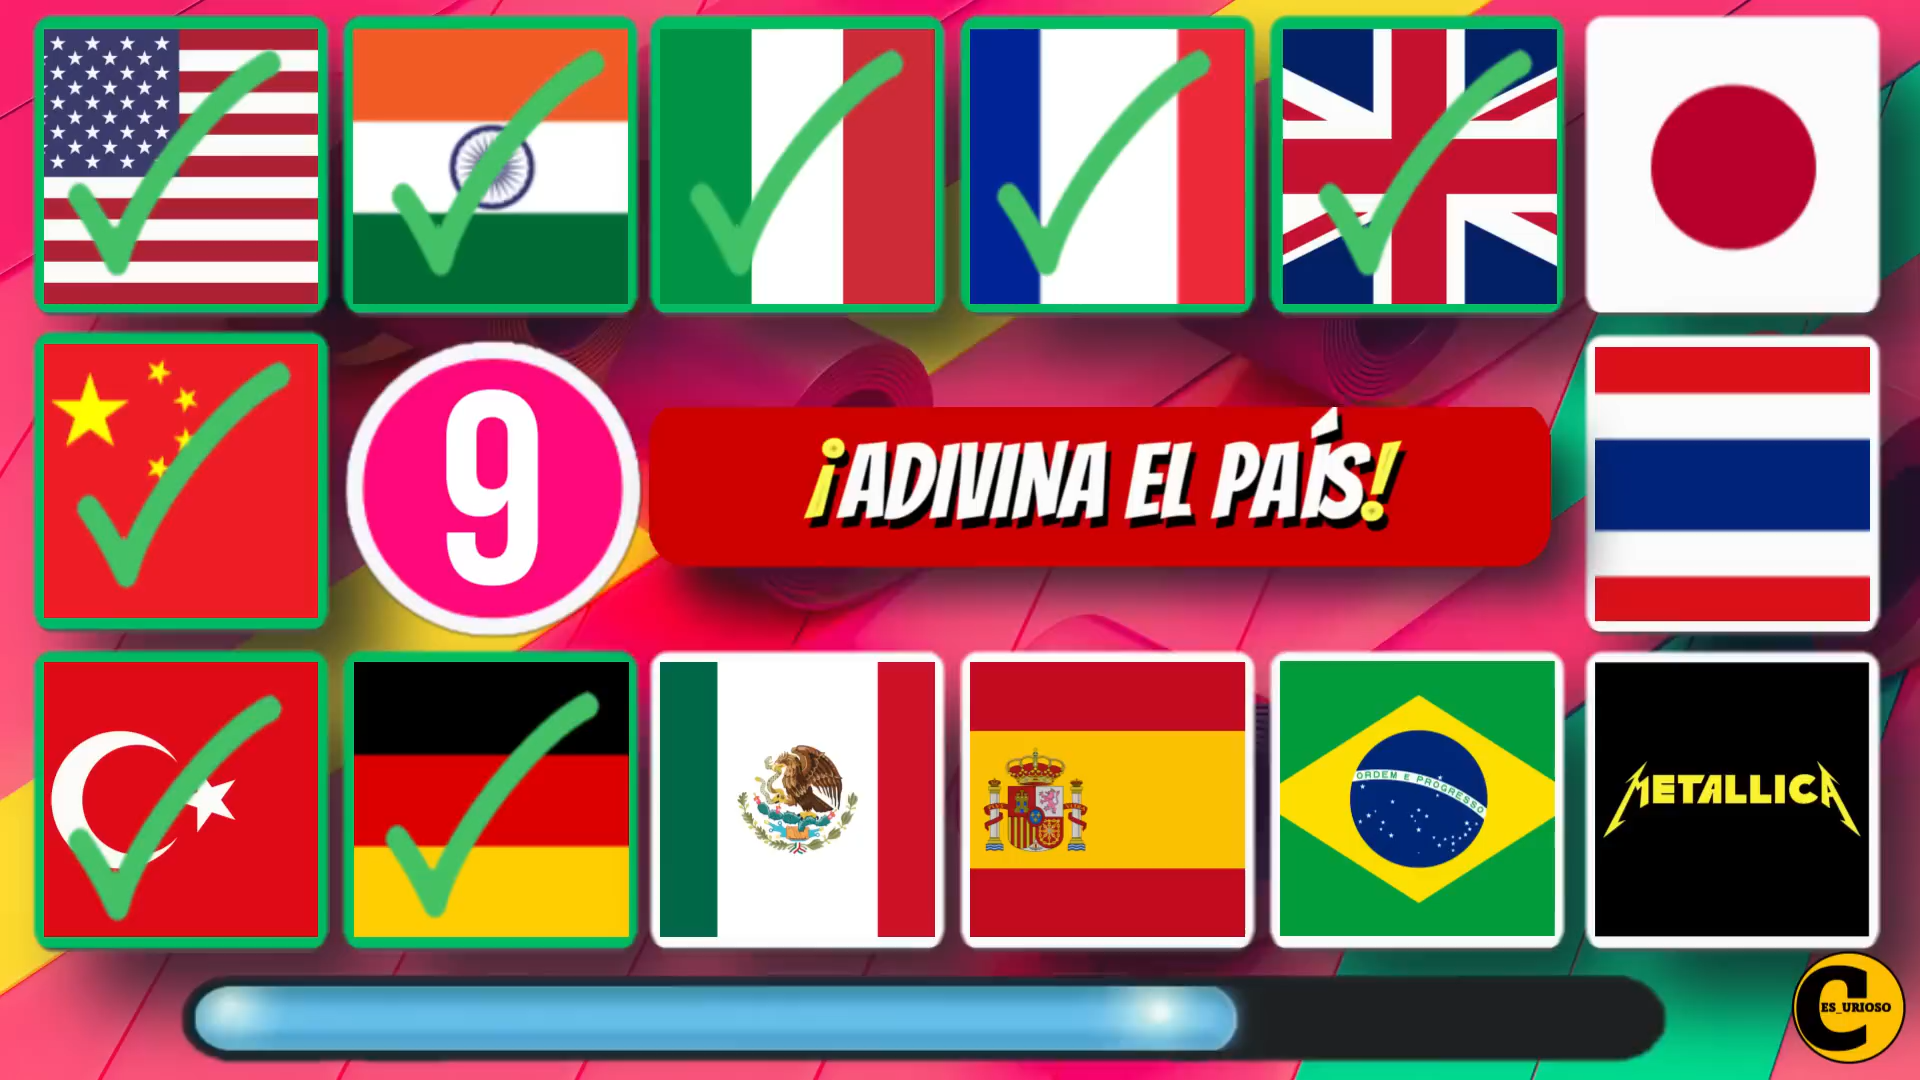 9
¡ADIVINA EL PAÍS!
ORDEM E PROGRESSO
METALLICA
C
ES_URIOSO